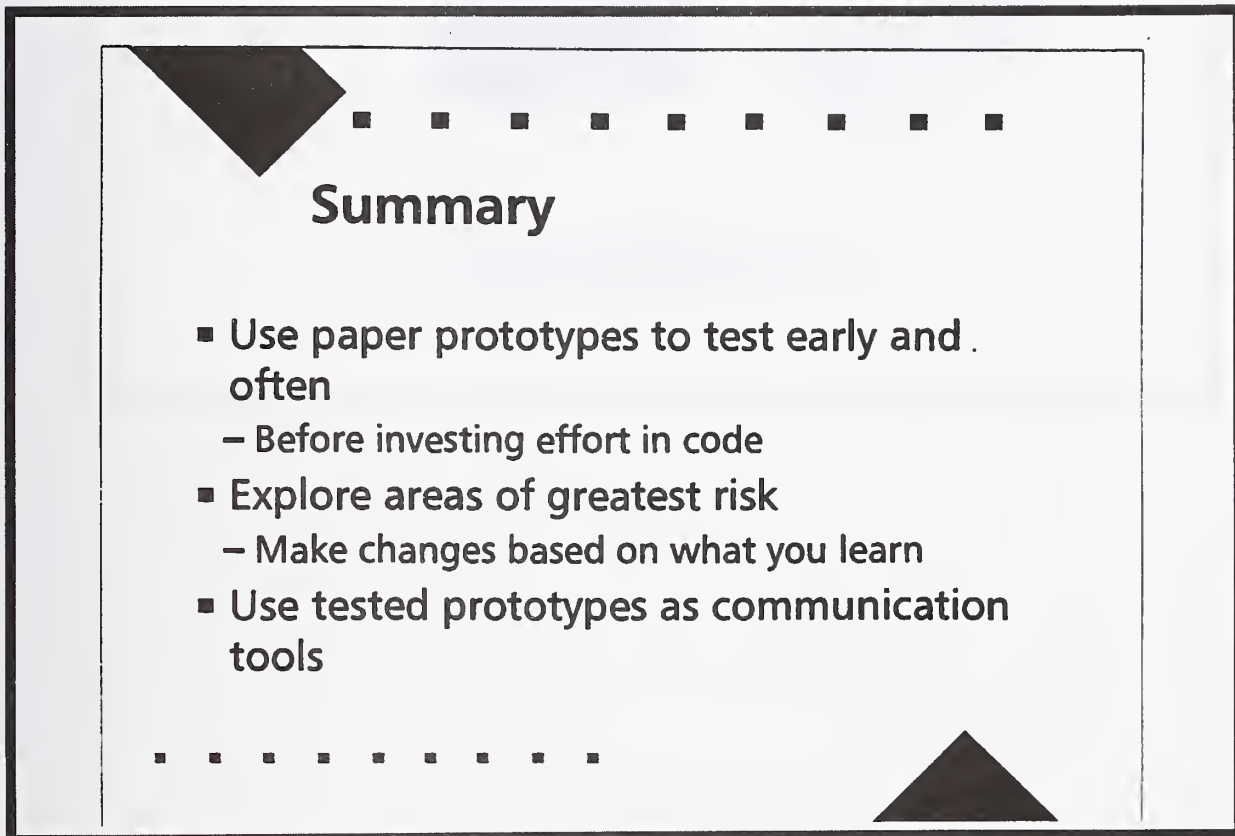 Summary
▪ Use paper prototypes to test early and .
often
– Before investing effort in code
▪ Explore areas of greatest risk
– Make changes based on what you learn
▪ Use tested prototypes as communication
tools